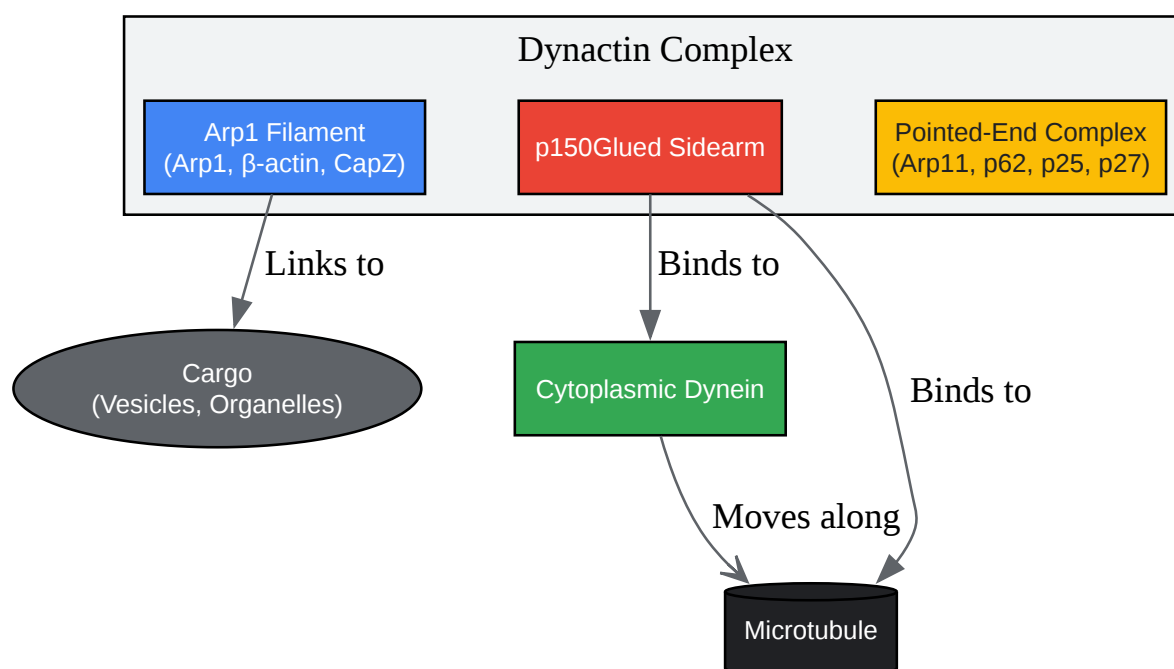 Dynactin Complex
Arp1 Filament
(Arp1, β-actin, CapZ)
p150Glued Sidearm
Pointed-End Complex
(Arp11, p62, p25, p27)
Links to
Binds to
Cargo
(Vesicles, Organelles)
Cytoplasmic Dynein
Binds to
Moves along
Microtubule